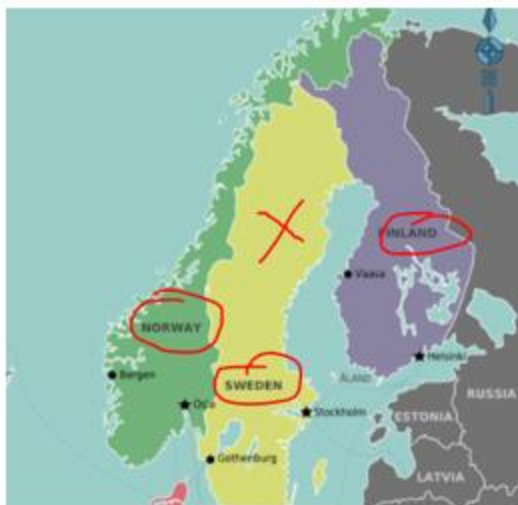 FINLAND
Vaasa
NORWAY
Helsinki
Bergen
SWEDEN
ÅLAND
RUSSIA
Oslo
Stockholm
ESTONIA
Gothenburg
LATVIA